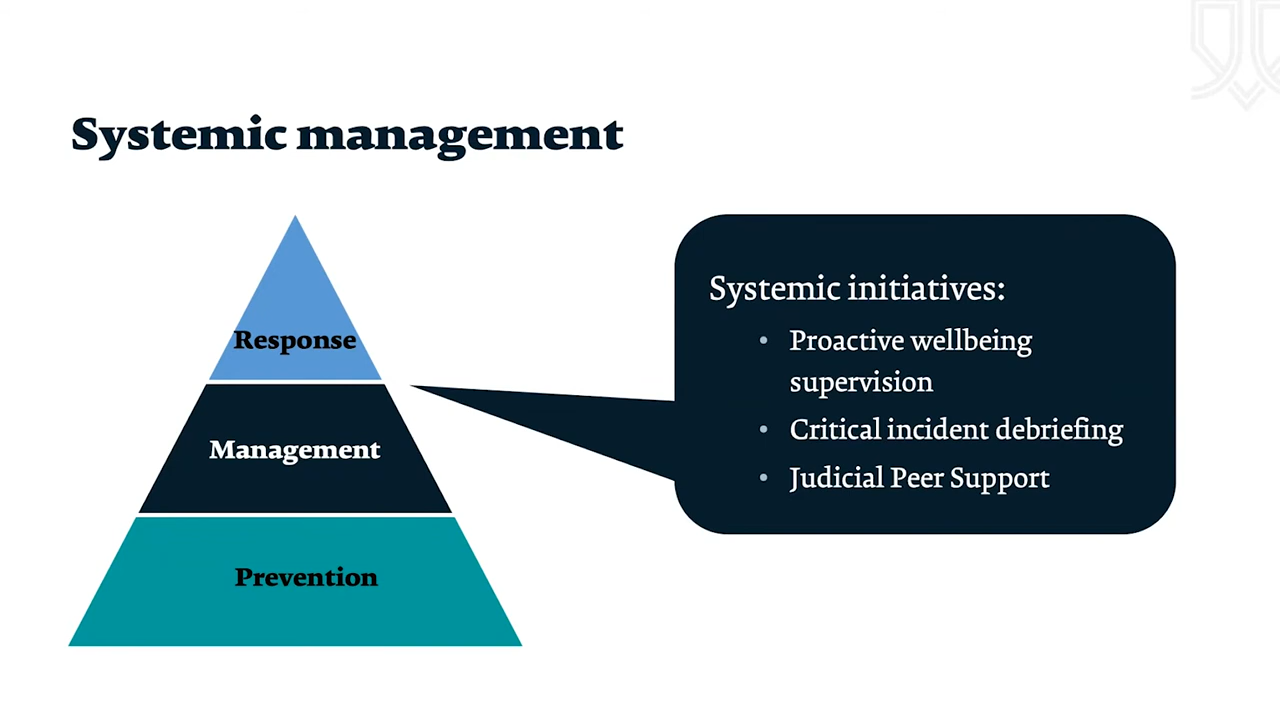 Systemic management
Response
Management
Prevention
Systemic initiatives:
• Proactive wellbeing
supervision
• Critical incident debriefing
• Judicial Peer Support